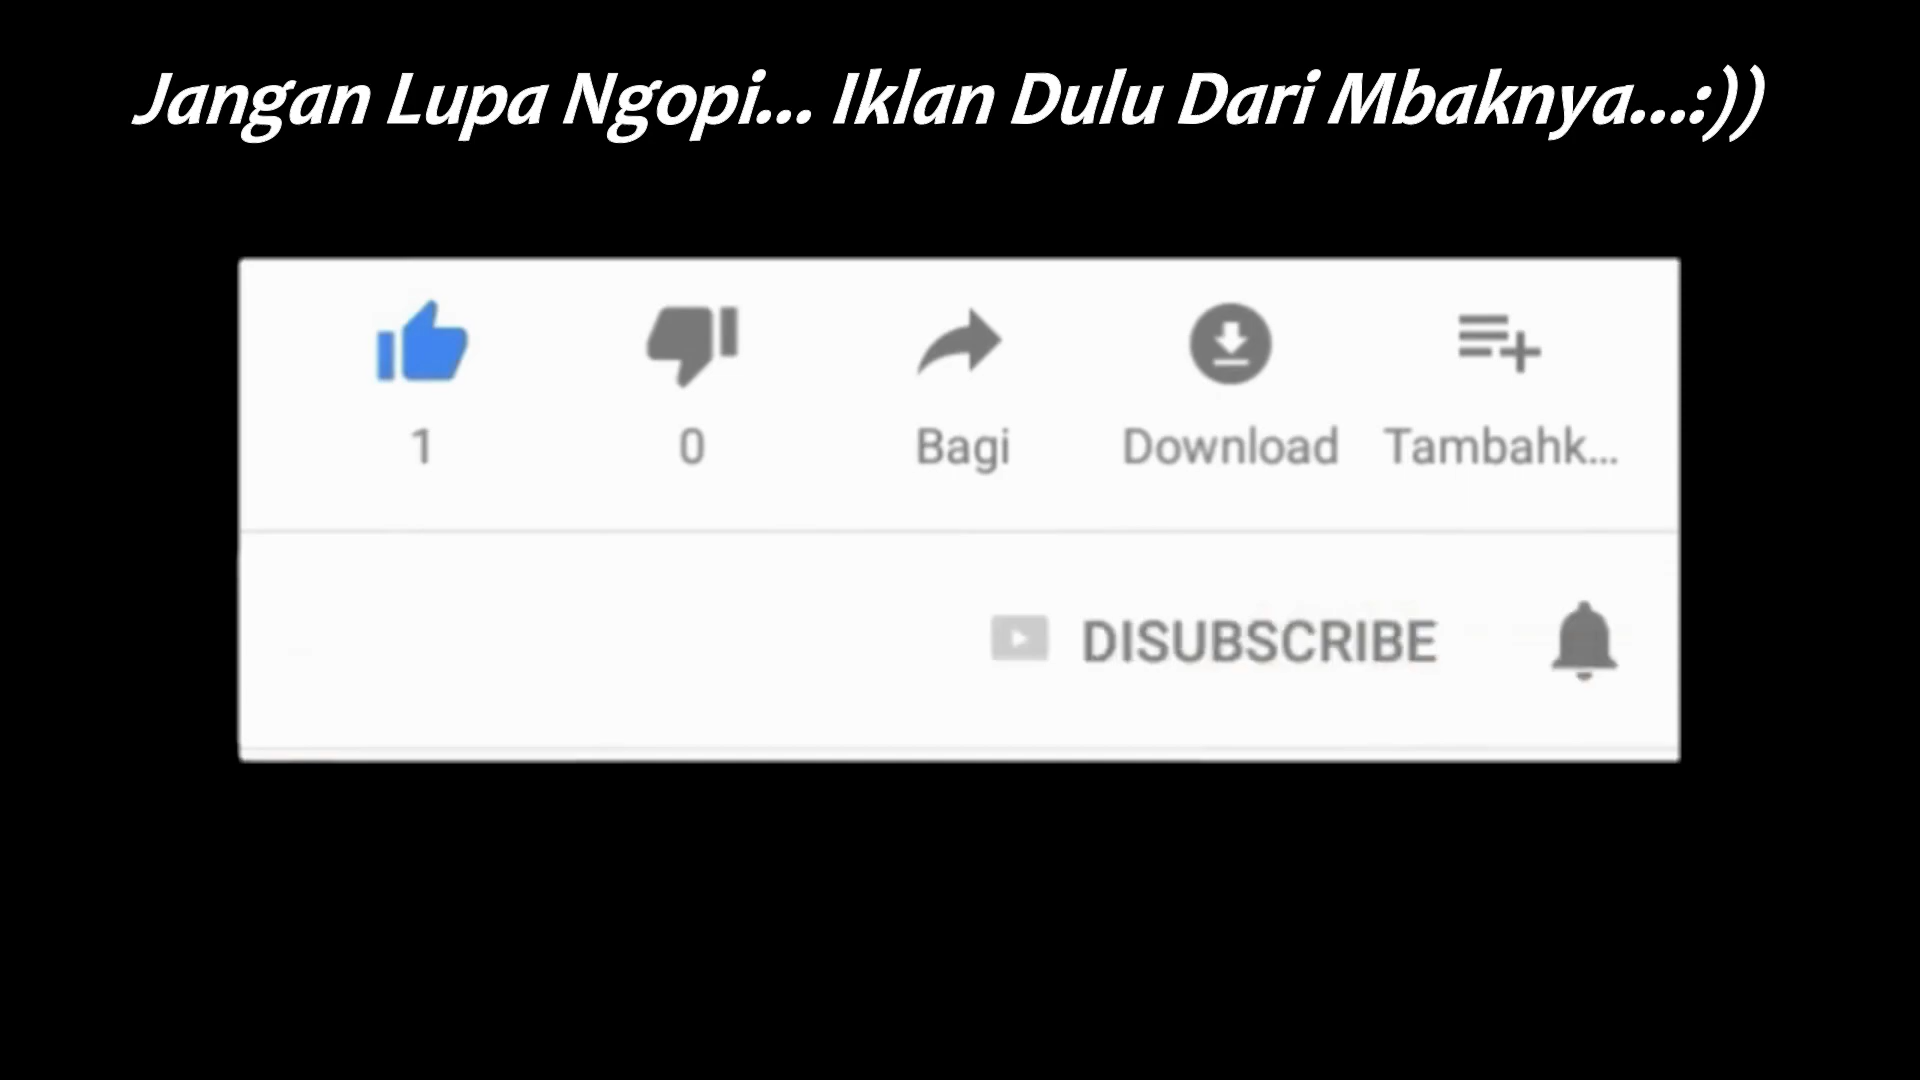 Jangan Lupa Ngopi... Iklan Dulu Dari Mbaknya...:))
1 0 Bagi Download Tambahk...
DISUBSCRIBE